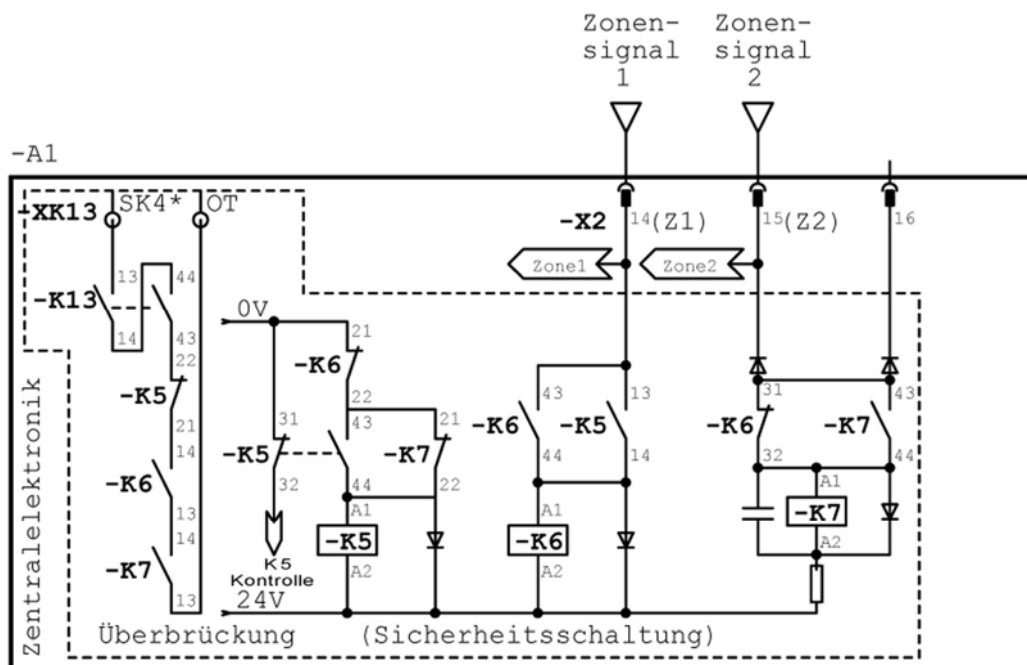 Zonen-
signal
1
Zonen-
signal
2
-A1
-XK13
SK4*
OT
-X2
14
(Z1)
15
(Z2)
16
Zone1
Zone2
13
44
-K13
14
43
0V
22
-K5
21
14
-K6
13
14
-K7
13
21
-K6
22
31
-K5
32
43
44
21
-K7
22
A1
-K5
A2
K5
Kontrolle
24V
43
-K6
44
13
-K5
14
A1
-K6
A2
31
-K6
32
43
-K7
44
A1
-K7
A2
Überbrückung (Sicherheitsschaltung)
Zentralelektronik